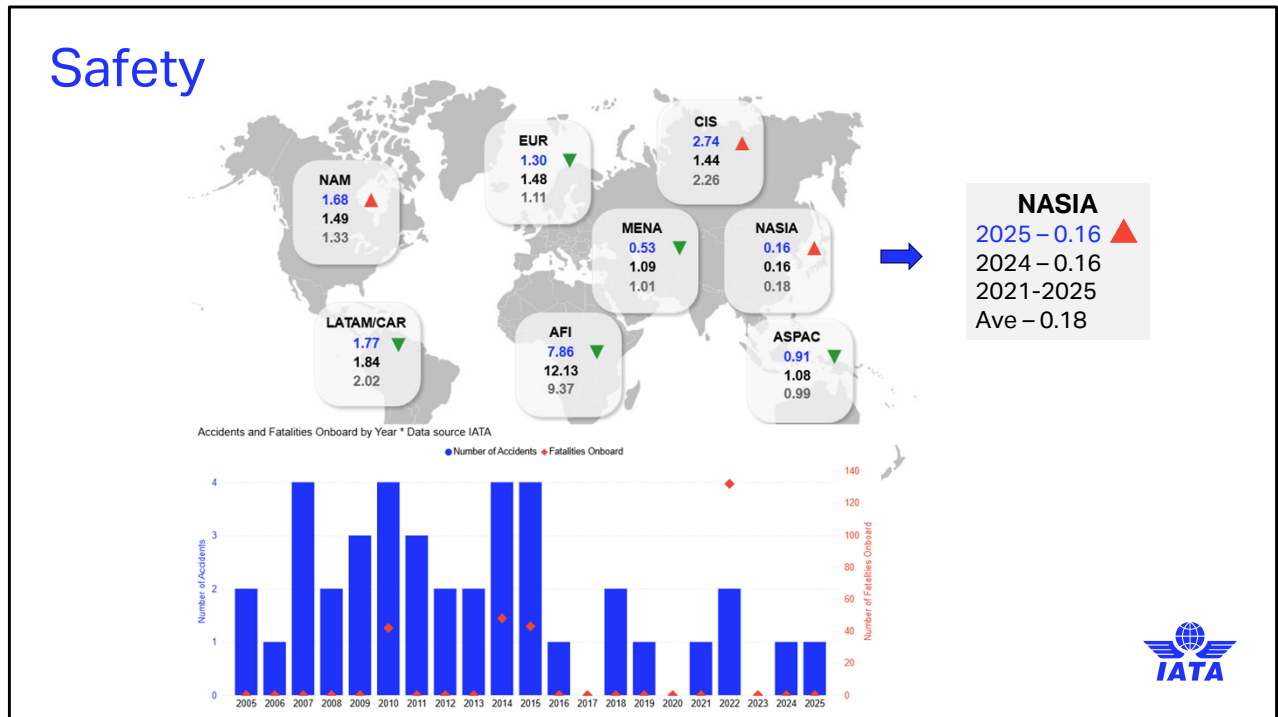 Safety
CIS
2.74
1.44
2.26
EUR
1.30
1.48
1.11
NAM
1.68
1.49
1.33
MENA
0.53
1.09
1.01
NASIA
0.16
0.16
0.18
LATAM/CAR
1.77
1.84
2.02
AFI
7.86
12.13
9.37
ASPAC
0.91
1.08
0.99
NASIA
2025 – 0.16
2024 – 0.16
2021-2025
Ave – 0.18
Accidents and Fatalities Onboard by Year * Data source IATA
Number of Accidents Fatalities Onboard
Number of Accidents
4
3
2
1
0
140
120
100
80
60
40
20
0
Number of Fatalities Onboard
2005 2006 2007 2008 2009 2010 2011 2012 2013 2014 2015 2016 2017 2018 2019 2020 2021 2022 2023 2024 2025
IATA